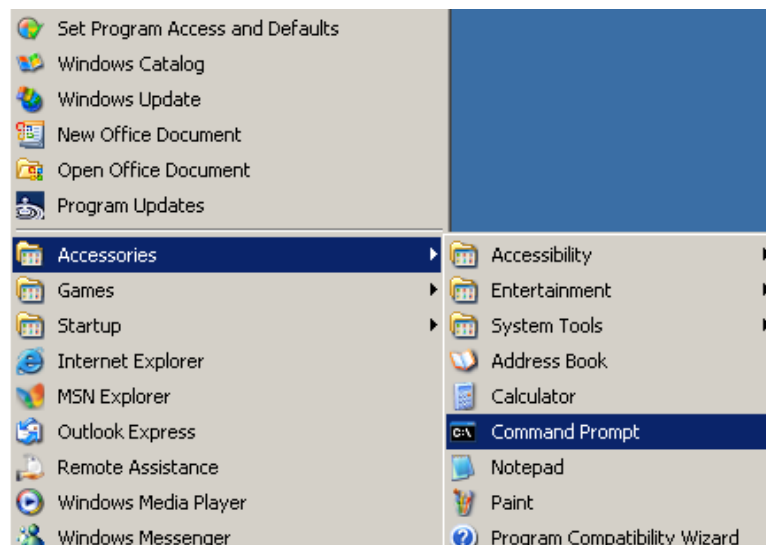 Set Program Access and Defaults
Windows Catalog
Windows Update
New Office Document
Open Office Document
Program Updates
Accessories
Games
Startup
Internet Explorer
MSN Explorer
Outlook Express
Remote Assistance
Windows Media Player
Windows Messenger
Accessibility
Entertainment
System Tools
Address Book
Calculator
C:\
Command Prompt
Notepad
Paint
Program Compatibility Wizard